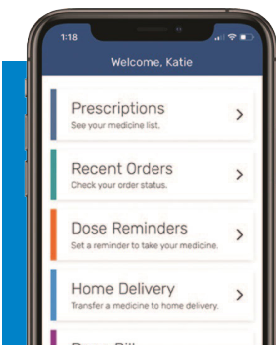 1:18
Welcome, Katie
Prescriptions
See your medicine list.
Recent Orders
Check your order status.
Dose Reminders
Set a reminder to take your medicine.
Home Delivery
Transfer a medicine to home delivery.